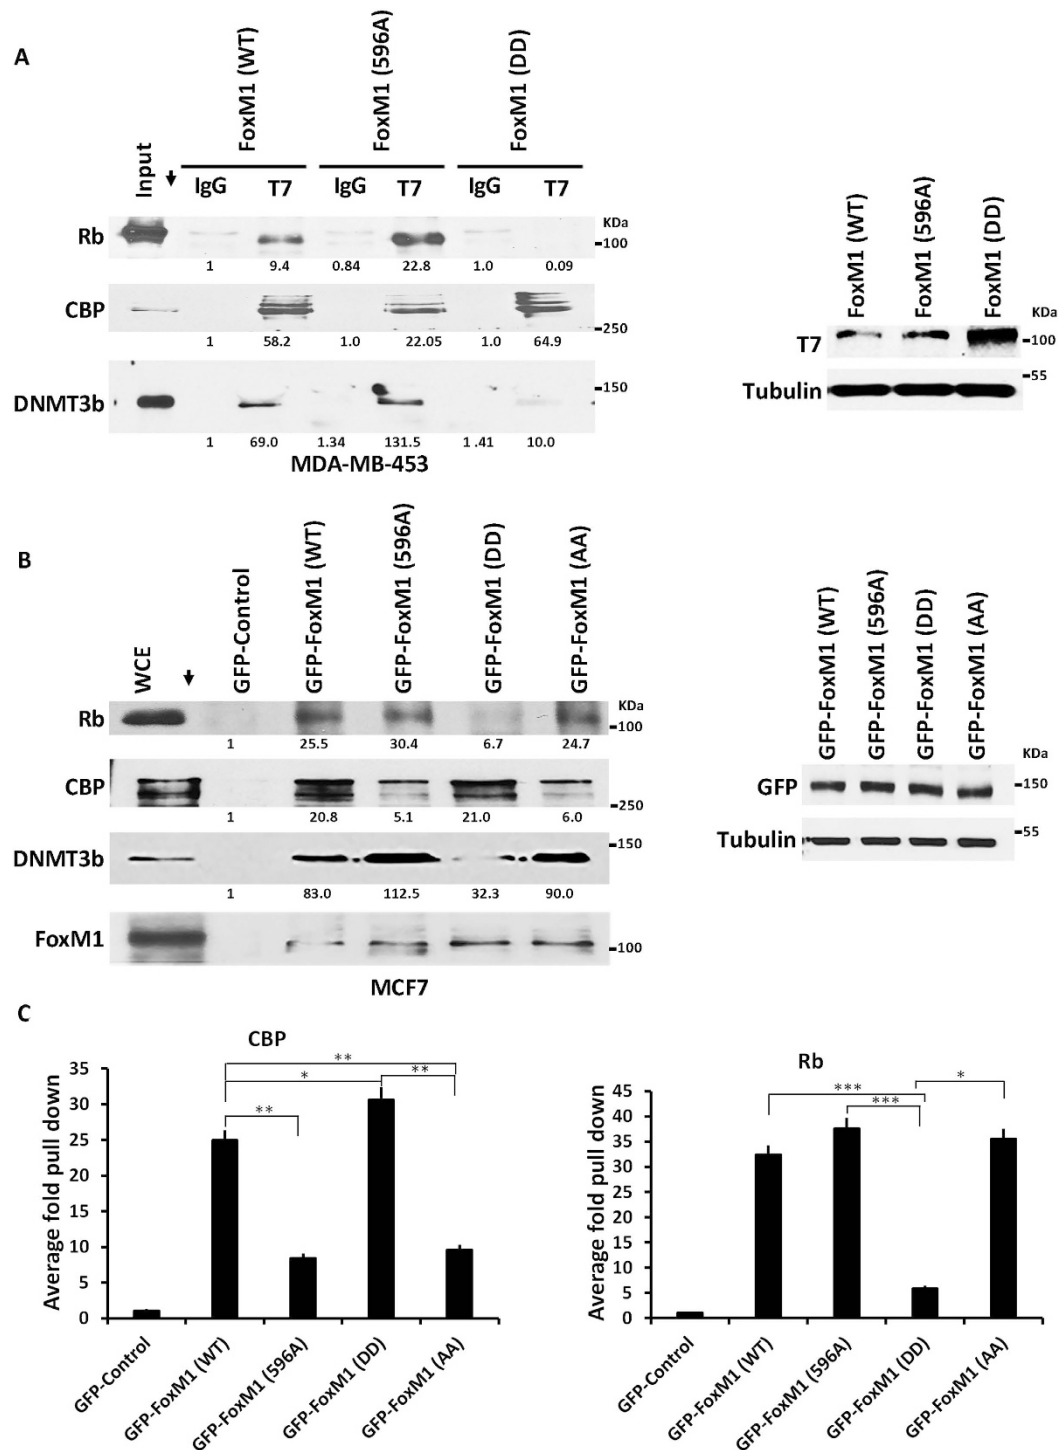 A
Input
FoxM1 (WT)
FoxM1 (596A)
FoxM1 (DD)
IgG T7 IgG T7 IgG T7
KDa
Rb
100
1 9.4 0.84 22.8 1.0 0.09
CBP
250
1 58.2 1.0 22.05 1.0 64.9
DNMT3b
150
1 69.0 1.34 131.5 1.41 10.0
MDA-MB-453
FoxM1 (WT)
FoxM1 (596A)
FoxM1 (DD)
KDa
T7
100
55
Tubulin
B
WCE
GFP-Control
GFP-FoxM1 (WT)
GFP-FoxM1 (596A)
GFP-FoxM1 (DD)
GFP-FoxM1 (AA)
KDa
Rb
100
1 25.5 30.4 6.7 24.7
CBP
250
1 20.8 5.1 21.0 6.0
DNMT3b
150
1 83.0 112.5 32.3 90.0
FoxM1
100
MCF7
GFP-FoxM1 (WT)
GFP-FoxM1 (596A)
GFP-FoxM1 (DD)
GFP-FoxM1 (AA)
KDa
GFP
150
55
Tubulin
C
CBP
Average fold pull down
35
30
25
20
15
10
5
0
**
*
**
**
GFP-Control
GFP-FoxM1 (WT)
GFP-FoxM1 (596A)
GFP-FoxM1 (DD)
GFP-FoxM1 (AA)
Rb
Average fold pull down
45
40
35
30
25
20
15
10
5
0
***
*
***
GFP-Control
GFP-FoxM1 (WT)
GFP-FoxM1 (596A)
GFP-FoxM1 (DD)
GFP-FoxM1 (AA)